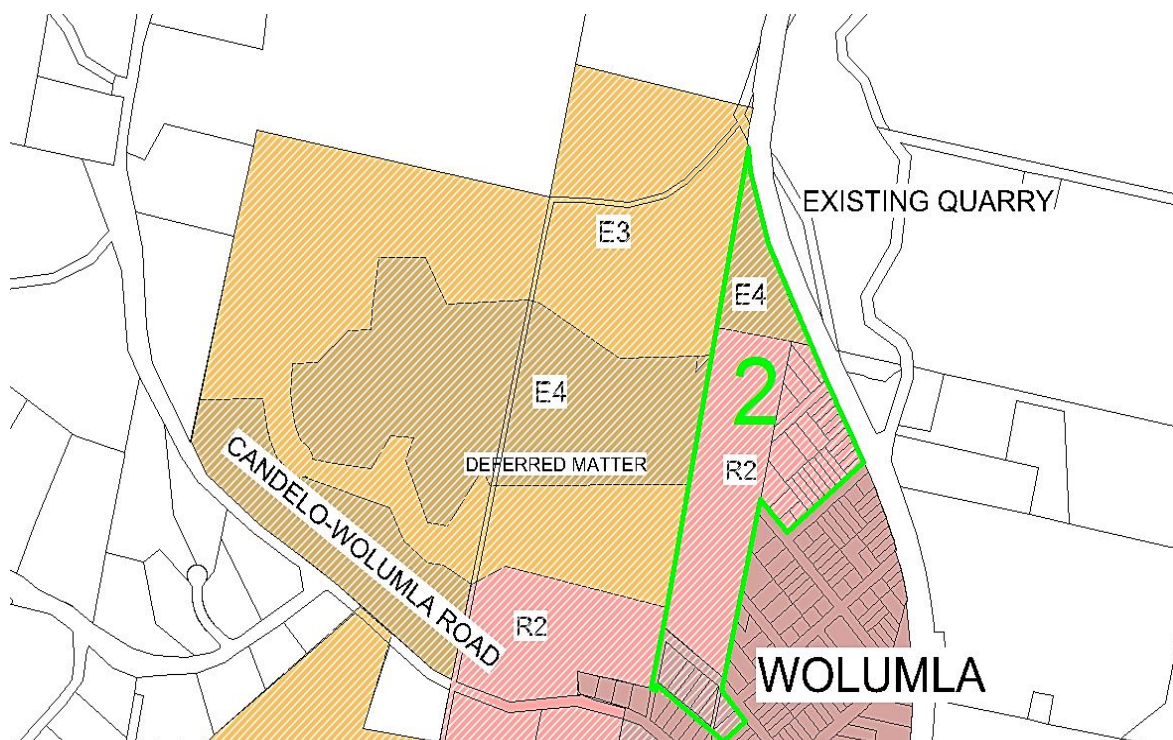 EXISTING QUARRY
E3
E4
2
E4
DEFERRED MATTER
R2
CANDELO-WOLUMLA ROAD
R2
WOLUMLA